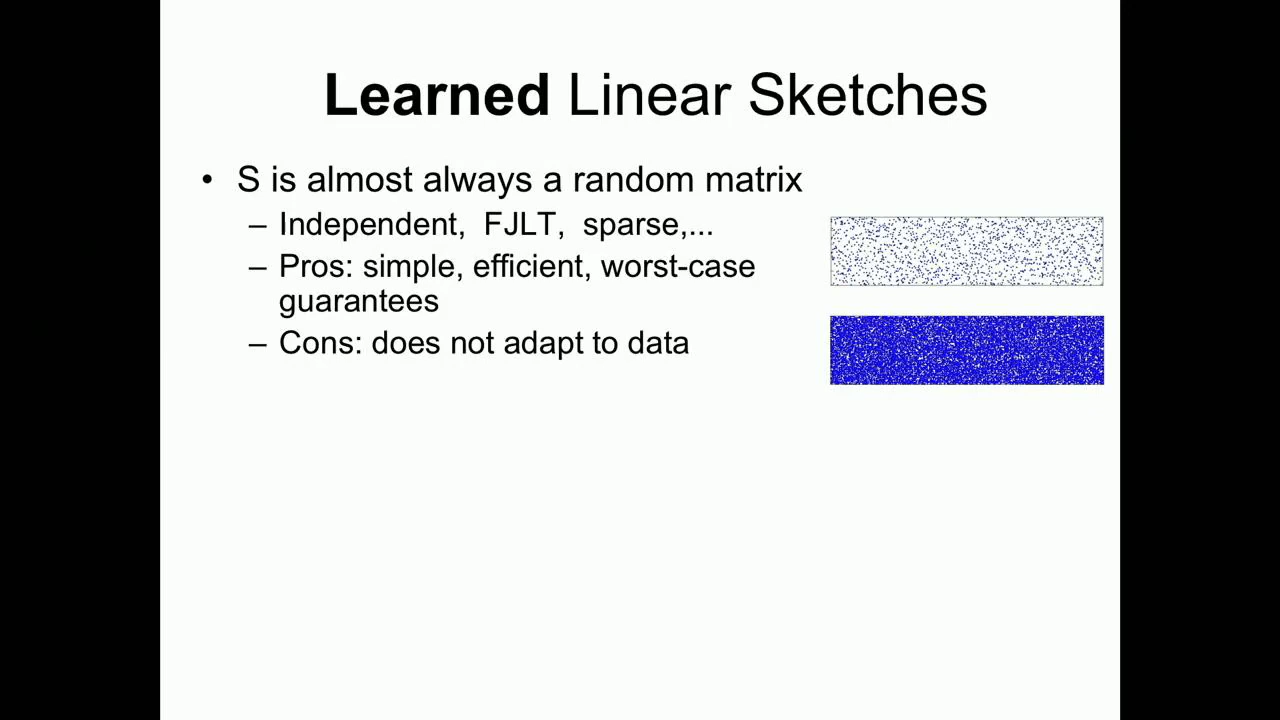 Learned Linear Sketches
• S is almost always a random matrix
– Independent, FJLT, sparse,...
– Pros: simple, efficient, worst-case
guarantees
– Cons: does not adapt to data